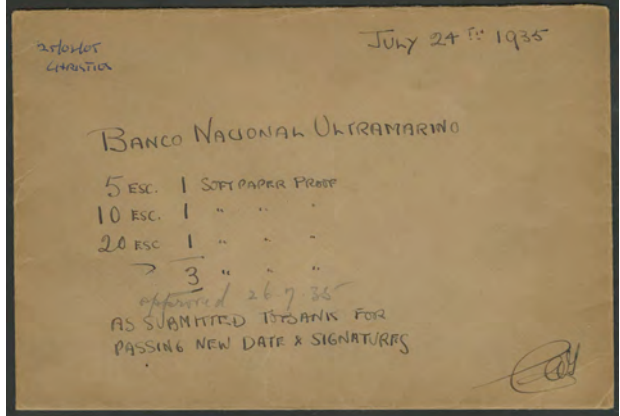 July 24th 1935
Banco Nacional Ultramarino
5 Esc. 1 Soft Paper Proof
10 Esc. 1 " " "
20 Esc 1 " " "
3 " " "
approved 26.7.35
As submitted to Bank for
passing new date & signatures